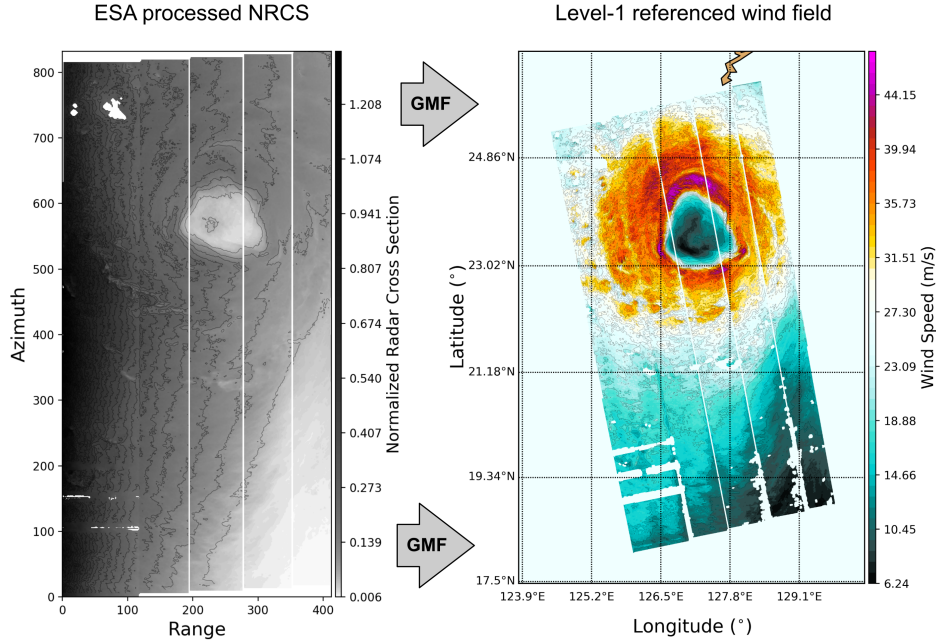 ESA processed NRCS
Level-1 referenced wind field
800
700
600
500
400
300
200
100
0
Azimuth
0
100
200
300
400
Range
1.208
1.074
0.941
0.807
0.674
0.540
0.407
0.273
0.139
0.006
Normalized Radar Cross Section
GMF
GMF
24.86°N
23.02°N
21.18°N
19.34°N
17.5°N
Latitude (°)
123.9°E
125.2°E
126.5°E
127.8°E
129.1°E
Longitude (°)
44.15
39.94
35.73
31.51
27.30
23.09
18.88
14.66
10.45
6.24
Wind Speed (m/s)